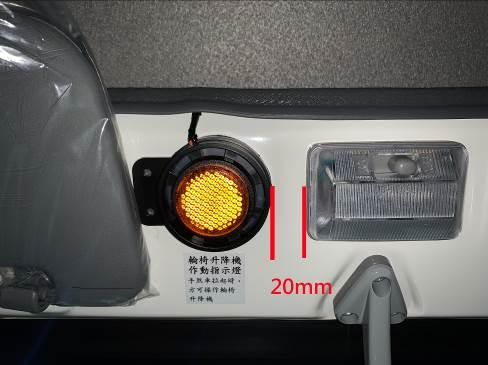 輪椅升降機
作動指示燈
手煞車拉起時，
方可操作輪椅
升降機
20mm